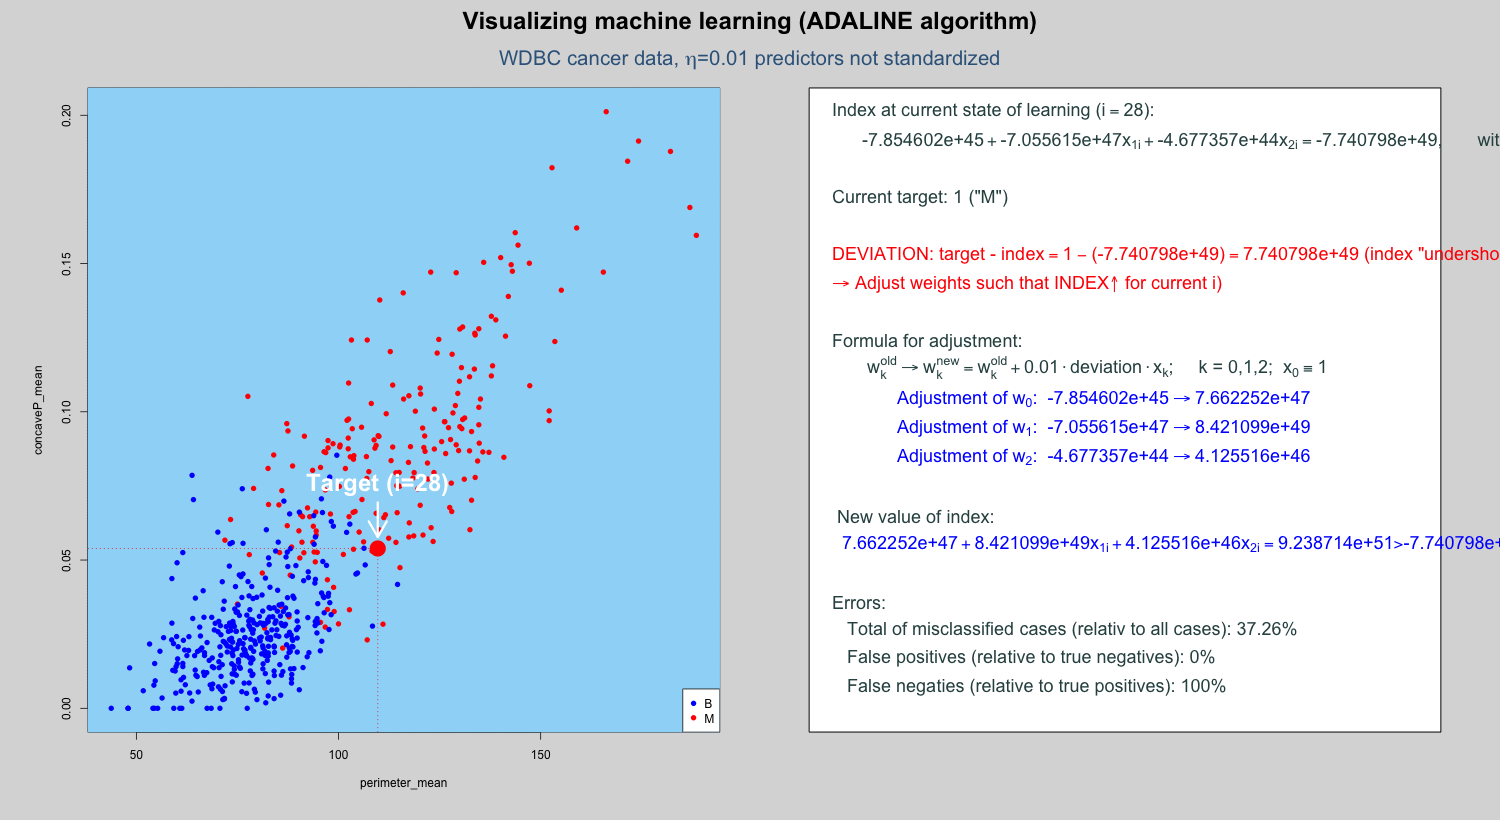 Visualizing machine learning (ADALINE algorithm)
WDBC cancer data, η=0.01 predictors not standardized
0.20
0.15
0.10
0.05
0.00
concaveP_mean
Target (i=28)
B
M
50 100 150
perimeter_mean
Index at current state of learning (i = 28):
-7.854602e+45 + -7.055615e+47x₁ᵢ + -4.677357e+44x₂ᵢ = -7.740798e+49, wit
Current target: 1 ("M")
DEVIATION: target - index = 1 − (-7.740798e+49) = 7.740798e+49 (index "undersho
→ Adjust weights such that INDEX↑ for current i)
Formula for adjustment:
w_k^old → w_k^new = w_k^old + 0.01 · deviation · x_k; k = 0,1,2; x₀ ≡ 1
Adjustment of w₀: -7.854602e+45 → 7.662252e+47
Adjustment of w₁: -7.055615e+47 → 8.421099e+49
Adjustment of w₂: -4.677357e+44 → 4.125516e+46
New value of index:
7.662252e+47 + 8.421099e+49x₁ᵢ + 4.125516e+46x₂ᵢ = 9.238714e+51>-7.740798e+
Errors:
Total of misclassified cases (relativ to all cases): 37.26%
False positives (relative to true negatives): 0%
False negaties (relative to true positives): 100%